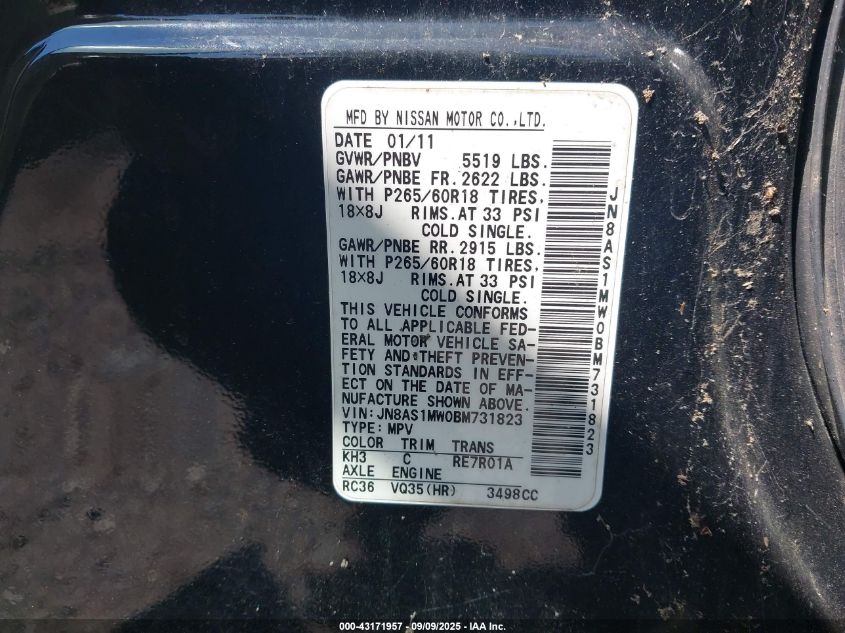 MFD BY NISSAN MOTOR CO.,LTD.
DATE 01/11
GVWR/PNBV 5519 LBS.
GAWR/PNBE FR. 2622 LBS.
WITH P265/60R18 TIRES,
18×8J RIMS.AT 33 PSI
COLD SINGLE.
GAWR/PNBE RR. 2915 LBS.
WITH P265/60R18 TIRES,
18×8J RIMS.AT 33 PSI
COLD SINGLE.
THIS VEHICLE CONFORMS
TO ALL APPLICABLE FED-
ERAL MOTOR VEHICLE SA-
FETY AND THEFT PREVEN-
TION STANDARDS IN EFF-
ECT ON THE DATE OF MA-
NUFACTURE SHOWN ABOVE.
VIN:JN8AS1MW0BM731823
TYPE: MPV
COLOR TRIM TRANS
KH3 C RE7R01A
AXLE ENGINE
RC36 VQ35(HR) 3498CC
JN8AS1MW0BM731823
000-43171957 - 09/09/2025 - IAA Inc.